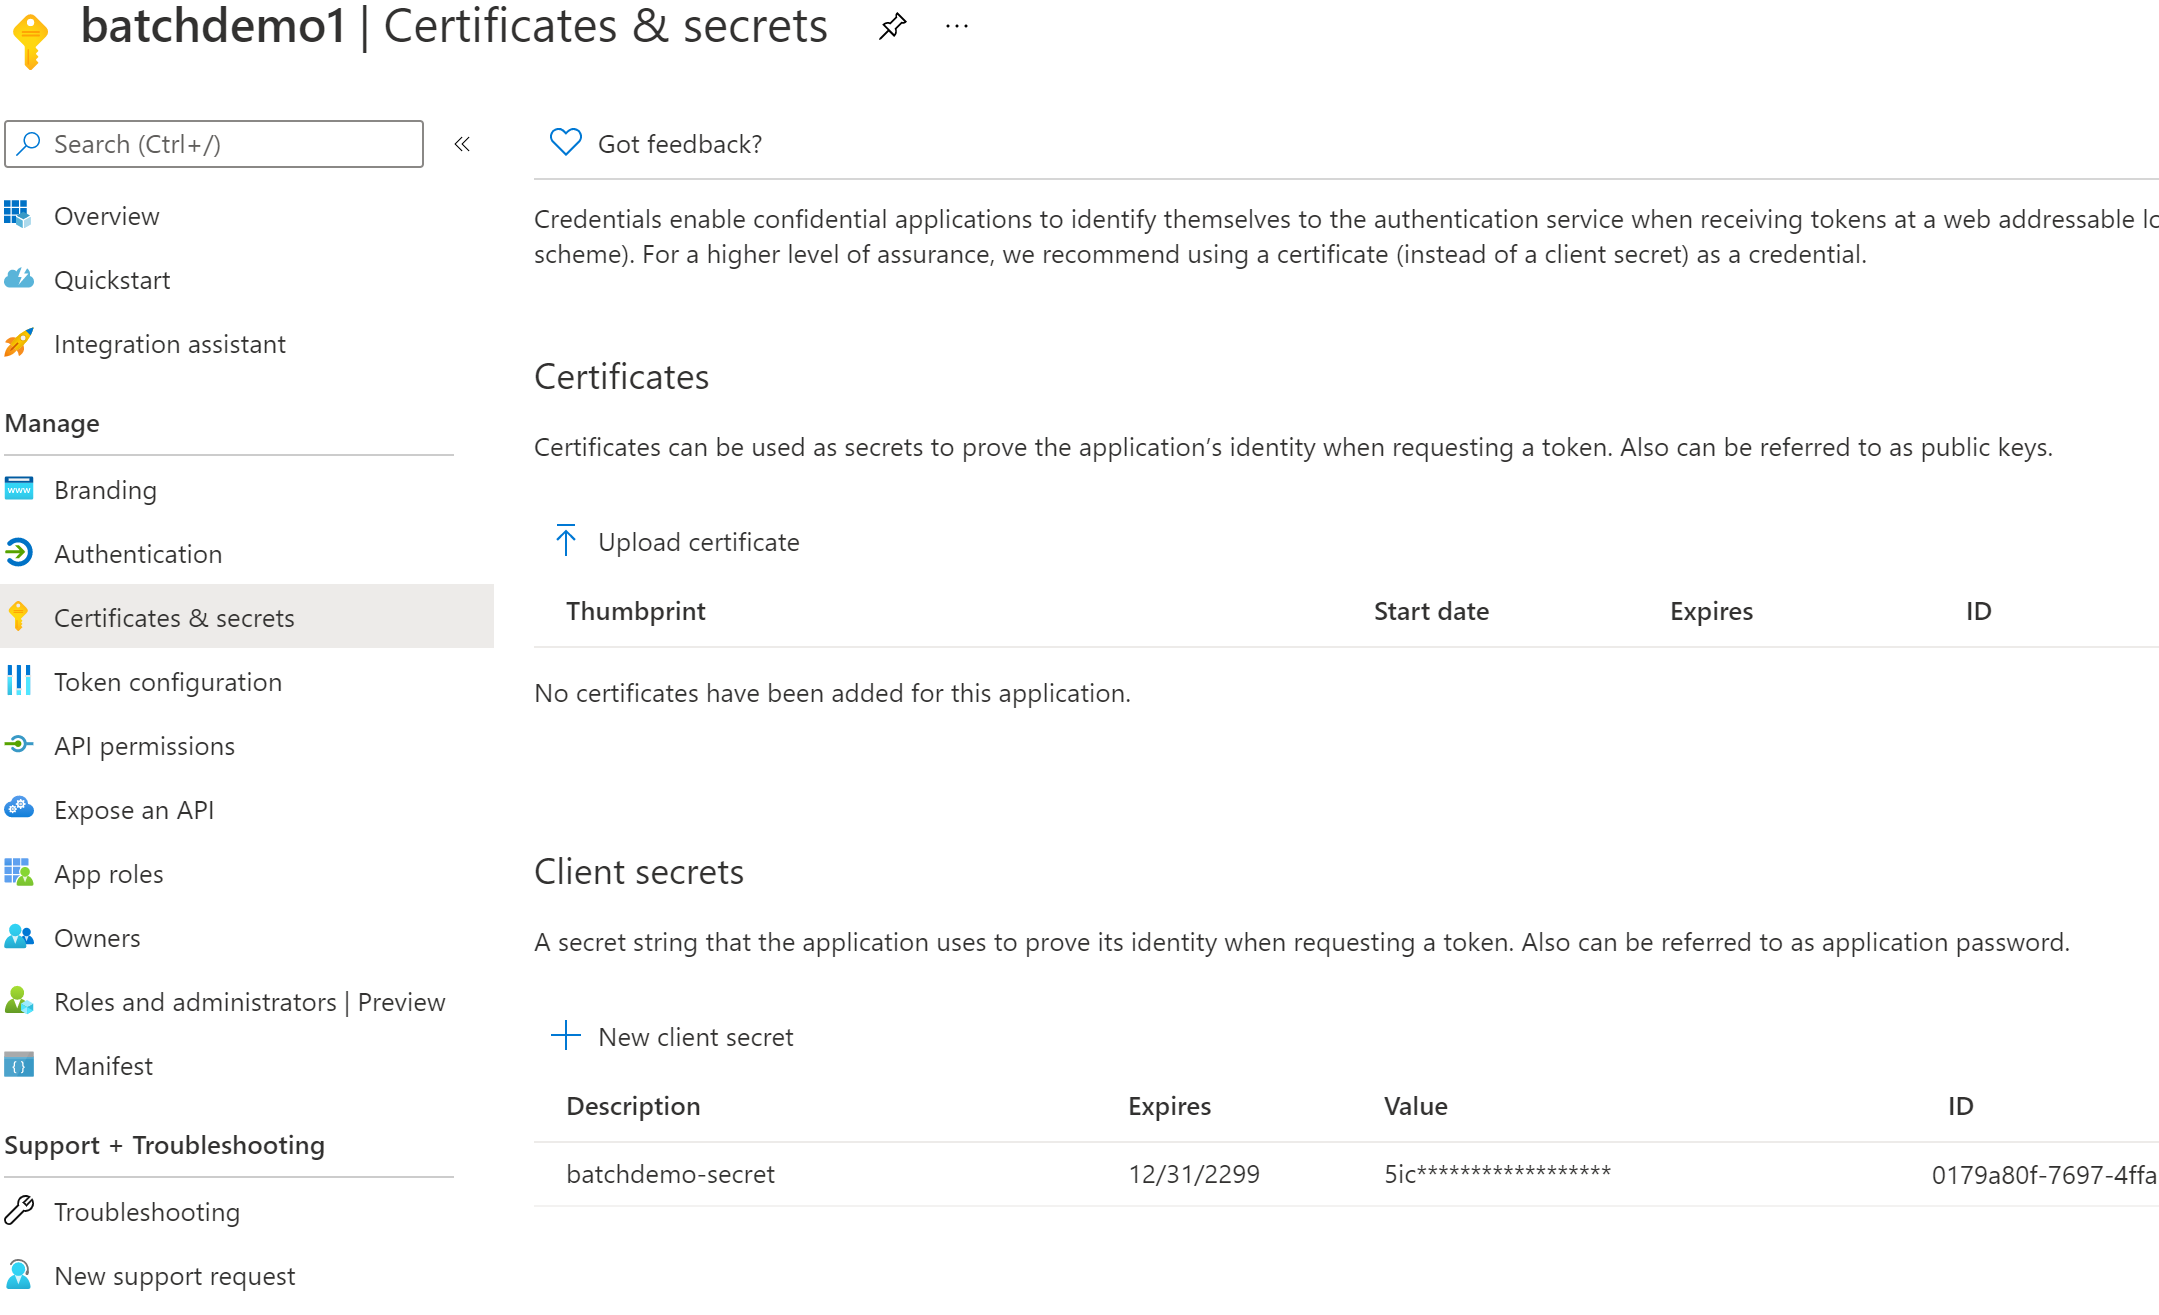 batchdemo1 | Certificates & secrets
Search (Ctrl+/)
Overview
Quickstart
Integration assistant
Manage
Branding
Authentication
Certificates & secrets
Token configuration
API permissions
Expose an API
App roles
Owners
Roles and administrators | Preview
Manifest
Support + Troubleshooting
Troubleshooting
New support request
Got feedback?
Credentials enable confidential applications to identify themselves to the authentication service when receiving tokens at a web addressable lo
scheme). For a higher level of assurance, we recommend using a certificate (instead of a client secret) as a credential.
Certificates
Certificates can be used as secrets to prove the application’s identity when requesting a token. Also can be referred to as public keys.
Upload certificate
Thumbprint Start date Expires ID
No certificates have been added for this application.
Client secrets
A secret string that the application uses to prove its identity when requesting a token. Also can be referred to as application password.
New client secret
Description Expires Value ID
batchdemo-secret 12/31/2299 5ic****************** 0179a80f-7697-4ffa